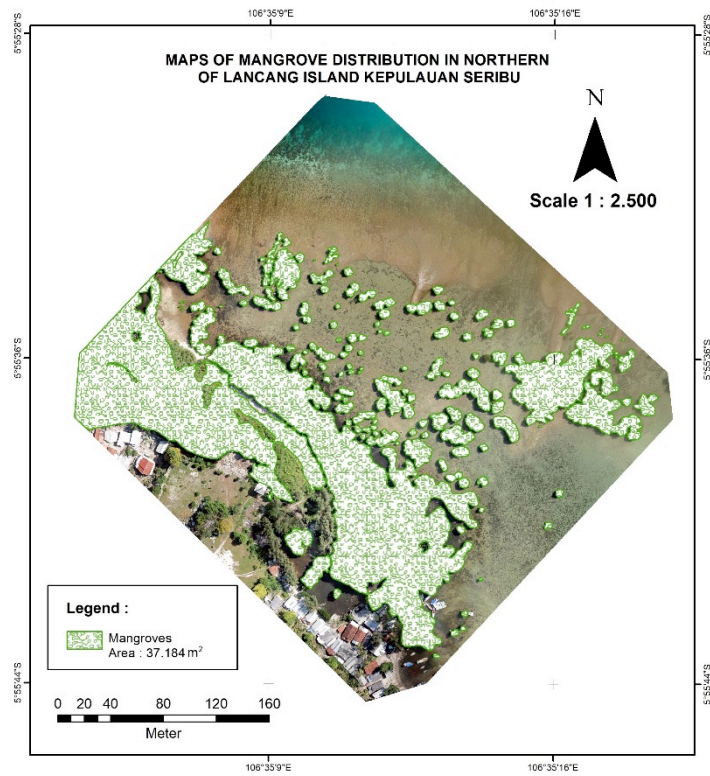 106°35'9"E
106°35'16"E
5°55'28"S
5°55'28"S
MAPS OF MANGROVE DISTRIBUTION IN NORTHERN
OF LANCANG ISLAND KEPULAUAN SERIBU
N
Scale 1 : 2.500
5°55'36"S
5°55'36"S
Legend :
Mangroves
Area : 37.184 m²
5°55'44"S
5°55'44"S
0 20 40 80 120 160
Meter
106°35'9"E
106°35'16"E